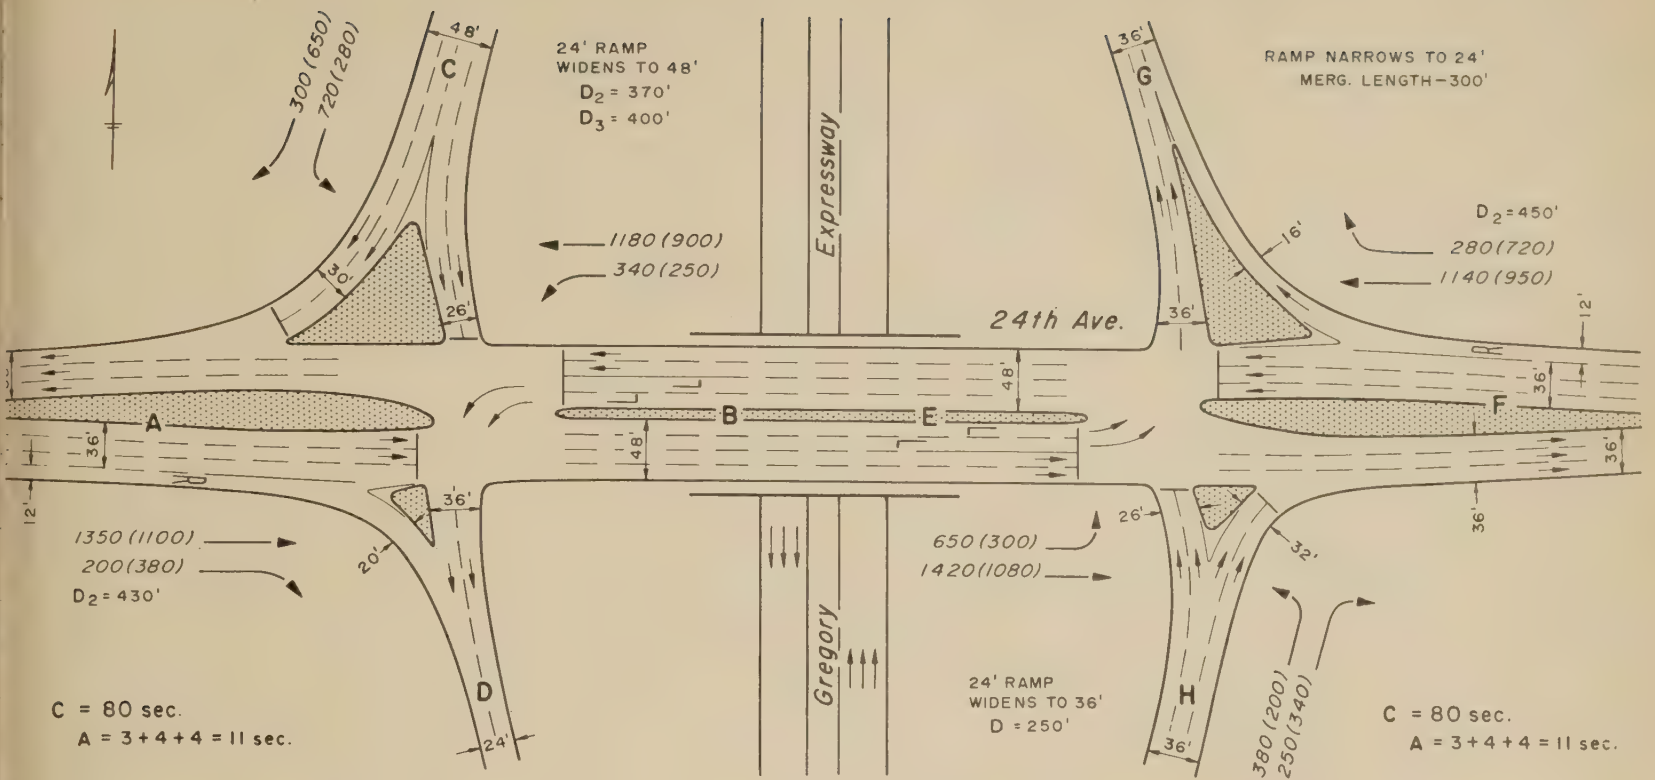 48'
C
300(650)
720(280)
24' RAMP
WIDENS TO 48'
D2 = 370'
D3 = 400'
Expressway
36'
G
RAMP NARROWS TO 24'
MERG. LENGTH-300'
1180(900)
340(250)
30'
26'
24th Ave.
36'
16'
D2=450'
280(720)
1140(950)
12'
R
36'
48'
A
36'
B
E
F
48'
36'
R
12'
36'
20'
26'
32'
36'
1350(1100)
200(380)
D2 = 430'
650(300)
1420(1080)
Gregory
D
24'
24' RAMP
WIDENS TO 36'
D = 250'
H
36'
380(200)
250(340)
C = 80 sec.
A = 3+4+4 = 11 sec.
C = 80 sec.
A = 3+4+4 = 11 sec.